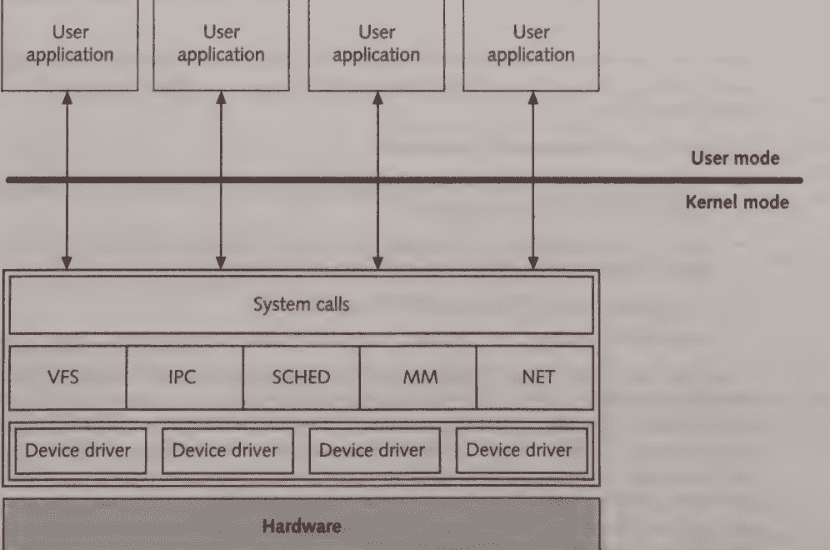 User
application
User
application
User
application
User
application
User mode
Kernel mode
System calls
VFS
IPC
SCHED
MM
NET
Device driver
Device driver
Device driver
Device driver
Hardware